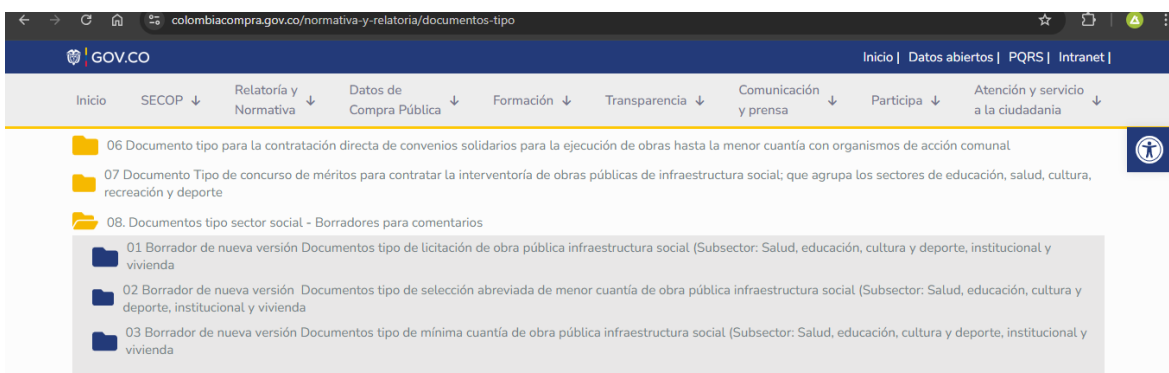 colombiacompra.gov.co/normativa-y-relatoria/documentos-tipo
GOV.CO
Inicio | Datos abiertos | PQRS | Intranet |
Inicio
SECOP
Relatoría y
Normativa
Datos de
Compra Pública
Formación
Transparencia
Comunicación
y prensa
Participa
Atención y servicio
a la ciudadania
06 Documento tipo para la contratación directa de convenios solidarios para la ejecución de obras hasta la menor cuantía con organismos de acción comunal
07 Documento Tipo de concurso de méritos para contratar la interventoría de obras públicas de infraestructura social; que agrupa los sectores de educación, salud, cultura,
recreación y deporte
08. Documentos tipo sector social - Borradores para comentarios
01 Borrador de nueva versión Documentos tipo de licitación de obra pública infraestructura social (Subsector: Salud, educación, cultura y deporte, institucional y
vivienda
02 Borrador de nueva versión Documentos tipo de selección abreviada de menor cuantía de obra pública infraestructura social (Subsector: Salud, educación, cultura y
deporte, institucional y vivienda
03 Borrador de nueva versión Documentos tipo de mínima cuantía de obra pública infraestructura social (Subsector: Salud, educación, cultura y deporte, institucional y
vivienda